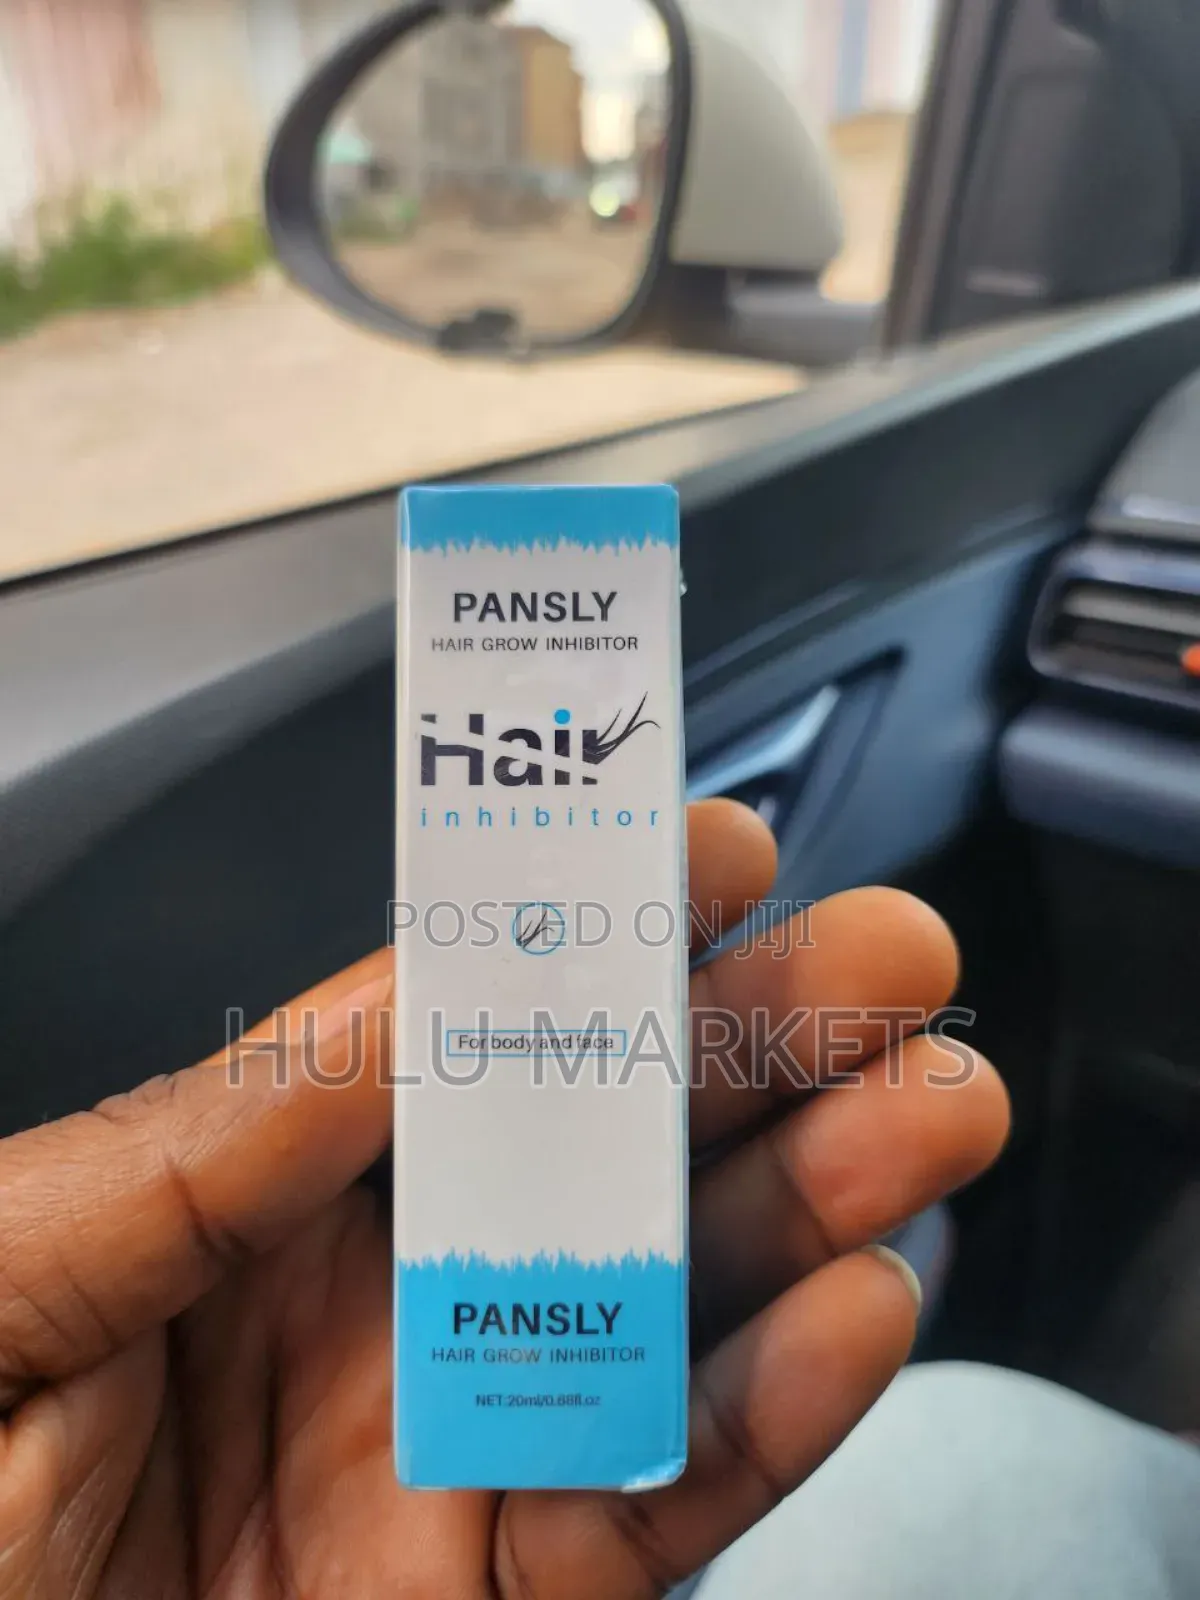 PANSLY
HAIR GROW INHIBITOR
Hair
inhibitor
POSTED ON JIJI
HULU MARKETS
For body and face
PANSLY
HAIR GROW INHIBITOR
NET:20ml/0.68fl.oz